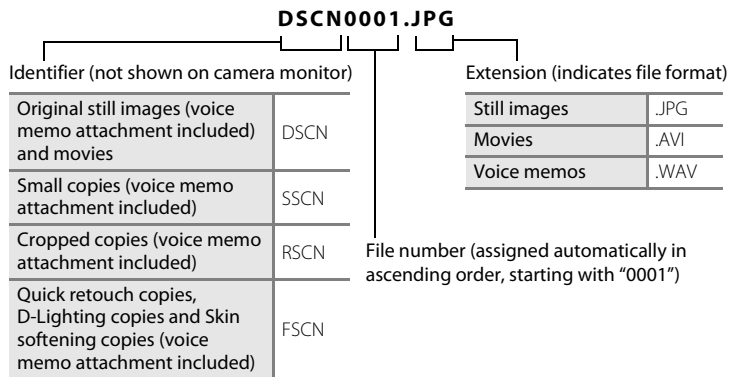 DSCN0001.JPG
Identifier (not shown on camera monitor)
Original still images (voice
memo attachment included)
and movies
DSCN
Small copies (voice memo
attachment included)
SSCN
Cropped copies (voice memo
attachment included)
RSCN
Quick retouch copies,
D-Lighting copies and Skin
softening copies (voice
memo attachment included)
FSCN
Extension (indicates file format)
Still images .JPG
Movies .AVI
Voice memos .WAV
File number (assigned automatically in
ascending order, starting with “0001”)